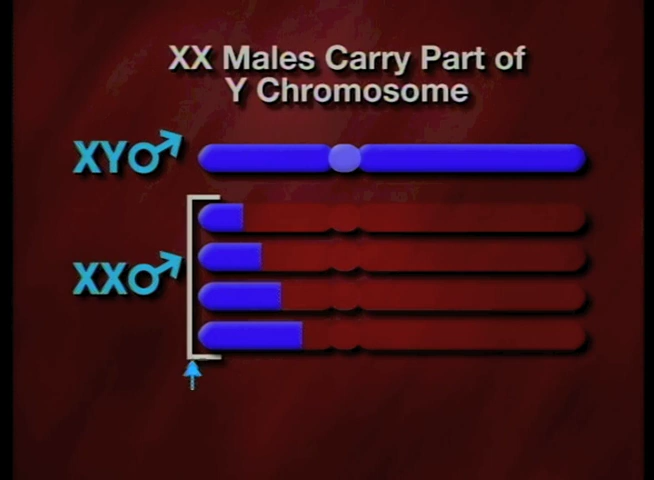 XX Males Carry Part of
Y Chromosome
XY♂
XX♂